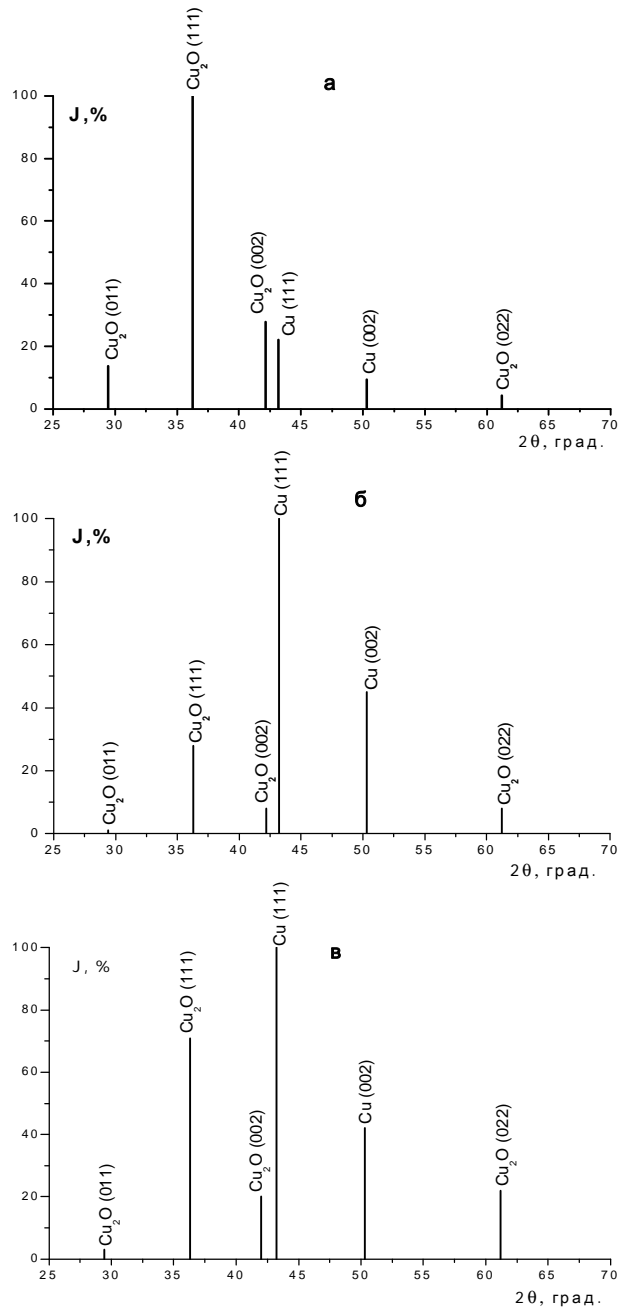 а
J,%
Cu₂O (011)
Cu₂O (111)
Cu₂O (002)
Cu (111)
Cu (002)
Cu₂O (022)
100
80
60
40
20
0
25 30 35 40 45 50 55 60 65 70
2θ, град.
б
J,%
Cu₂O (011)
Cu₂O (111)
Cu₂O (002)
Cu (111)
Cu (002)
Cu₂O (022)
100
80
60
40
20
0
25 30 35 40 45 50 55 60 65 70
2θ, град.
в
J, %
Cu₂O (011)
Cu₂O (111)
Cu₂O (002)
Cu (111)
Cu (002)
Cu₂O (022)
100
80
60
40
20
0
25 30 35 40 45 50 55 60 65 70
2θ, град.